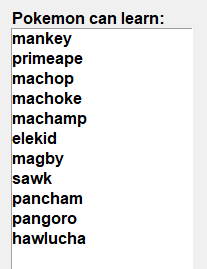 Pokemon can learn:
mankey
primeape
machop
machoke
machamp
elekid
magby
sawk
pancham
pangoro
hawlucha